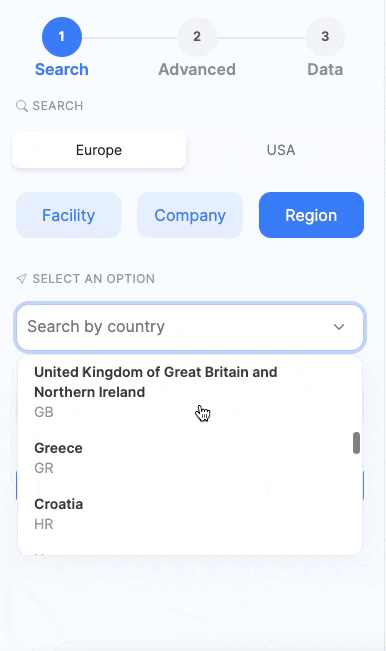 1
2
3
Search
Advanced
Data
SEARCH
Europe
USA
Facility
Company
Region
SELECT AN OPTION
Search by country
United Kingdom of Great Britain and
Northern Ireland
GB
Greece
GR
Croatia
HR